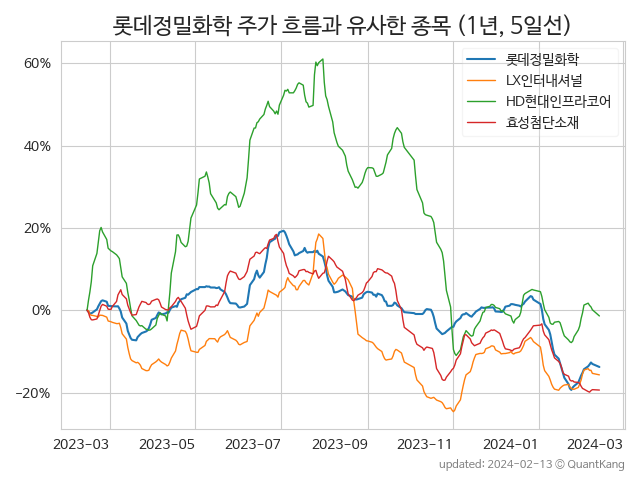 롯데정밀화학 주가 흐름과 유사한 종목 (1년, 5일선)
롯데정밀화학
LX인터내셔널
HD현대인프라코어
효성첨단소재
60%
40%
20%
0%
−20%
2023-03 2023-05 2023-07 2023-09 2023-11 2024-01 2024-03
updated: 2024-02-13 © QuantKang